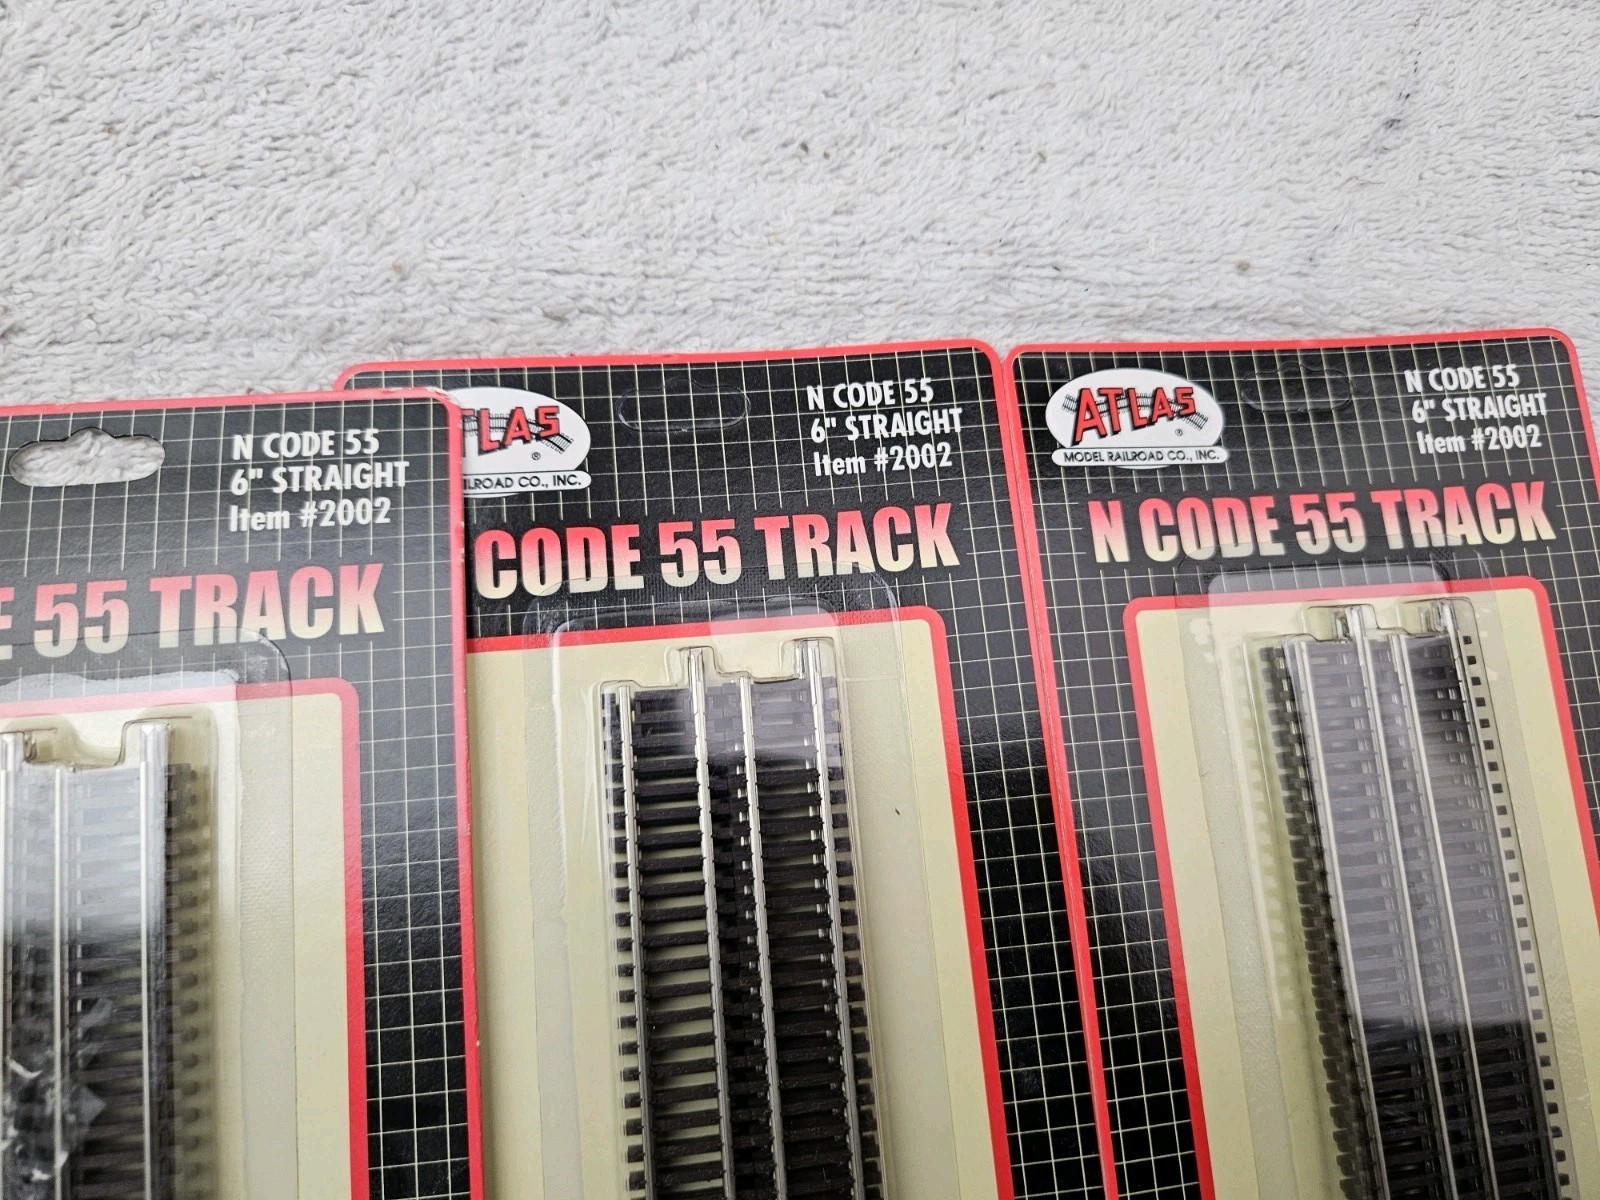 N CODE 55
6" STRAIGHT
Item #2002
E 55 TRACK
TLAS
®
ILROAD CO., INC.
N CODE 55
6" STRAIGHT
Item #2002
CODE 55 TRACK
ATLAS
®
MODEL RAILROAD CO., INC.
N CODE 55
6" STRAIGHT
Item #2002
N CODE 55 TRACK